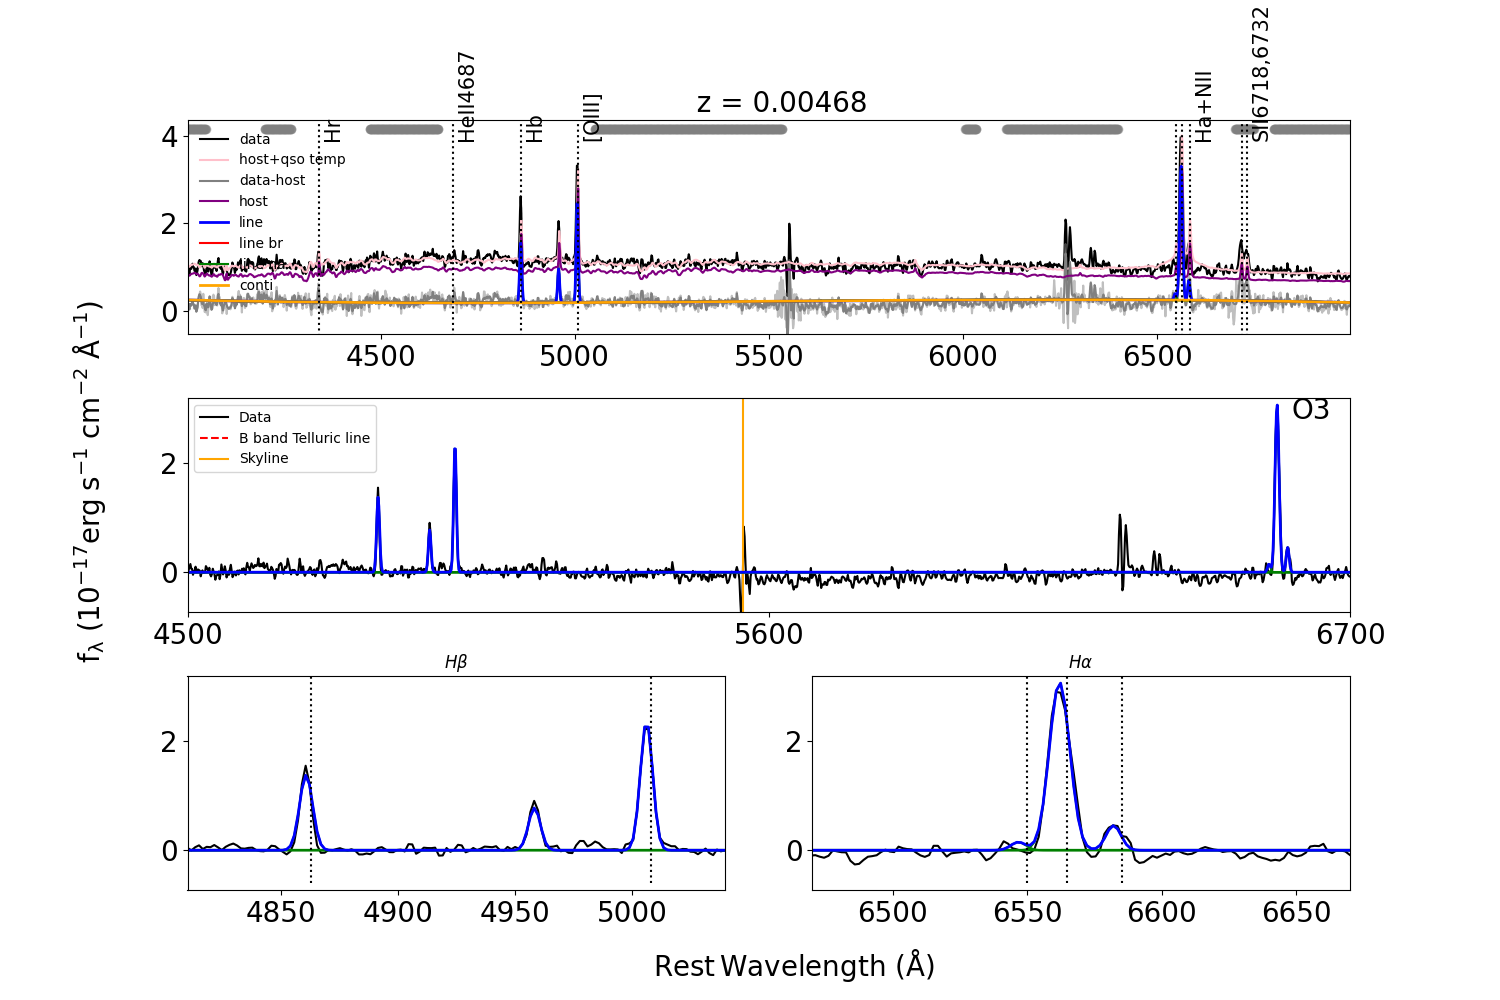 z = 0.00468
Hr
HeII4687
Hb
[OIII]
Ha+NII
SII6718,6732
4
2
0
data
host+qso temp
data-host
host
line
line br
conti
4500 5000 5500 6000 6500
fλ (10⁻¹⁷erg s⁻¹ cm⁻² Å⁻¹)
2
0
Data
B band Telluric line
Skyline
O3
4500 5600 6700
Hβ
2
0
4850 4900 4950 5000
Hα
2
0
6500 6550 6600 6650
Rest Wavelength (Å)